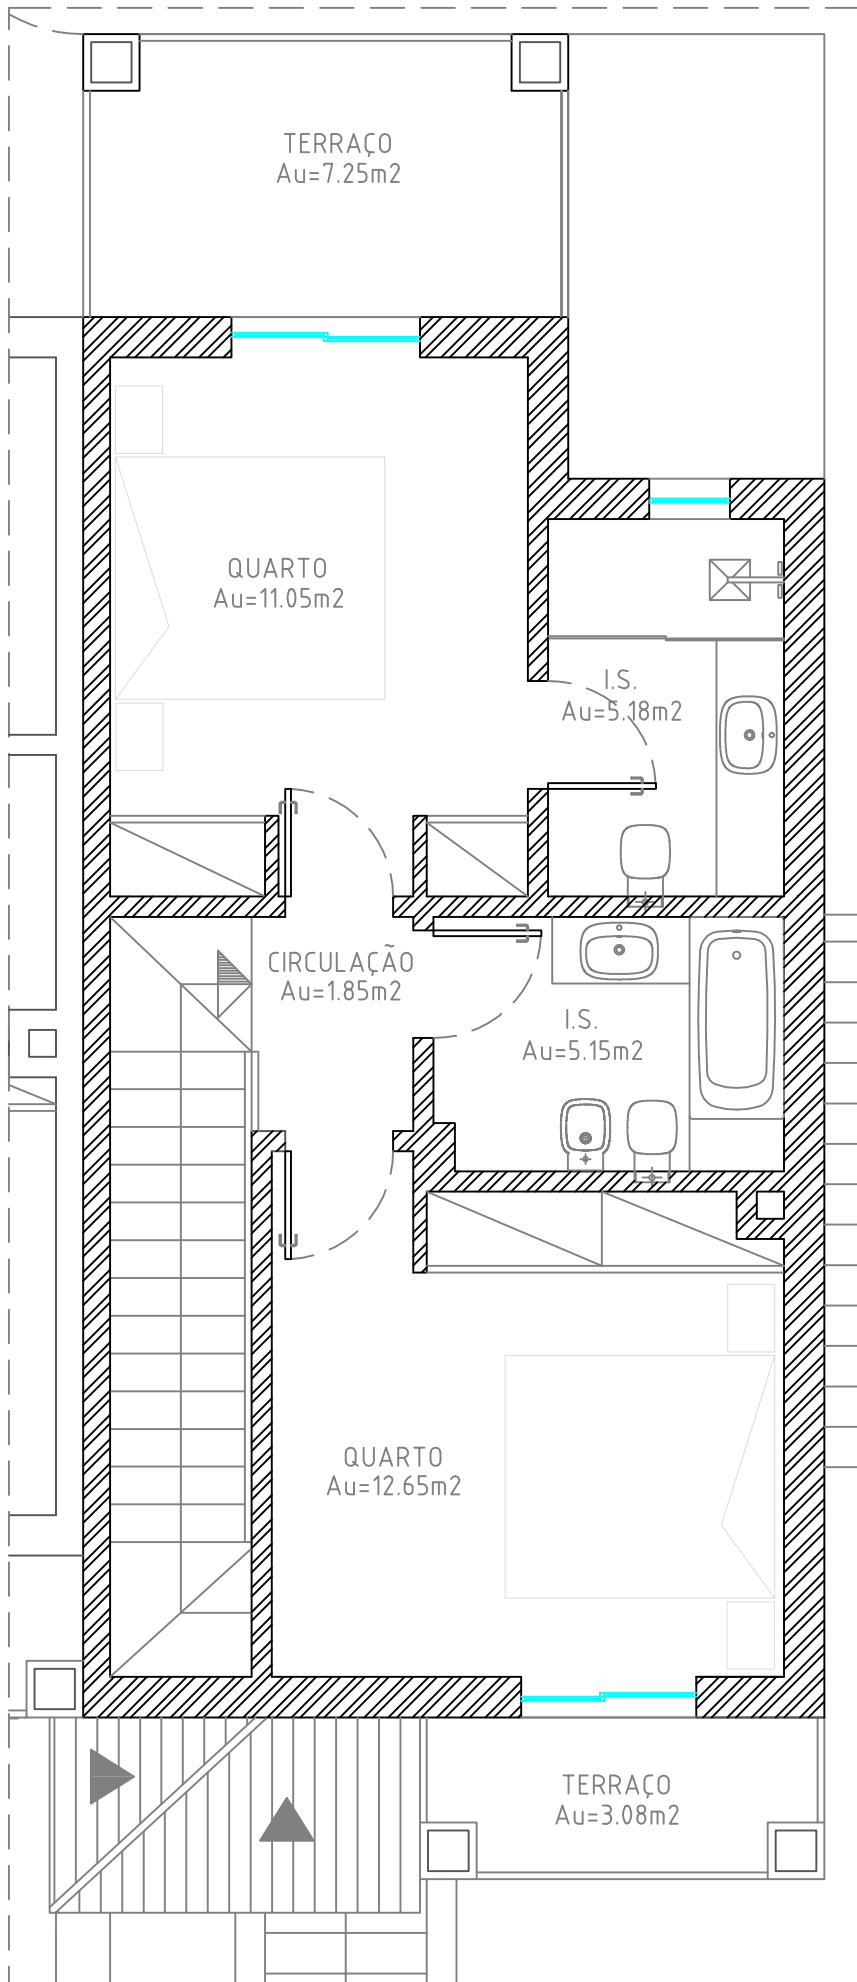 TERRAÇO
Au=7.25m2
QUARTO
Au=11.05m2
I.S.
Au=5.18m2
CIRCULAÇÃO
Au=1.85m2
I.S.
Au=5.15m2
QUARTO
Au=12.65m2
TERRAÇO
Au=3.08m2